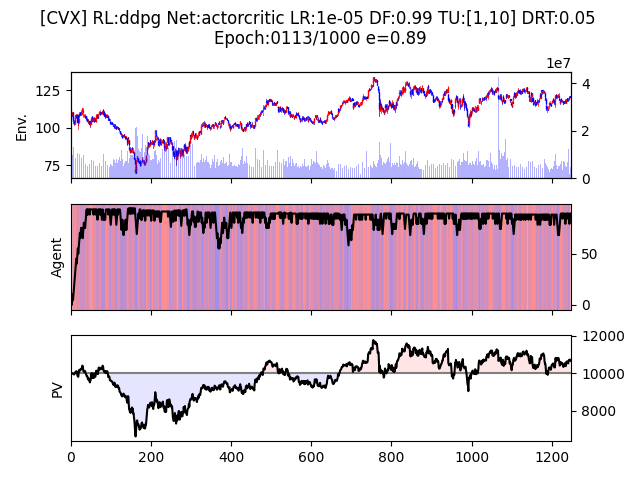 [CVX] RL:ddpg Net:actorcritic LR:1e-05 DF:0.99 TU:[1,10] DRT:0.05
Epoch:0113/1000 e=0.89
1e7
Env.
125
100
75
4
2
0
Agent
50
0
PV
12000
10000
8000
0 200 400 600 800 1000 1200